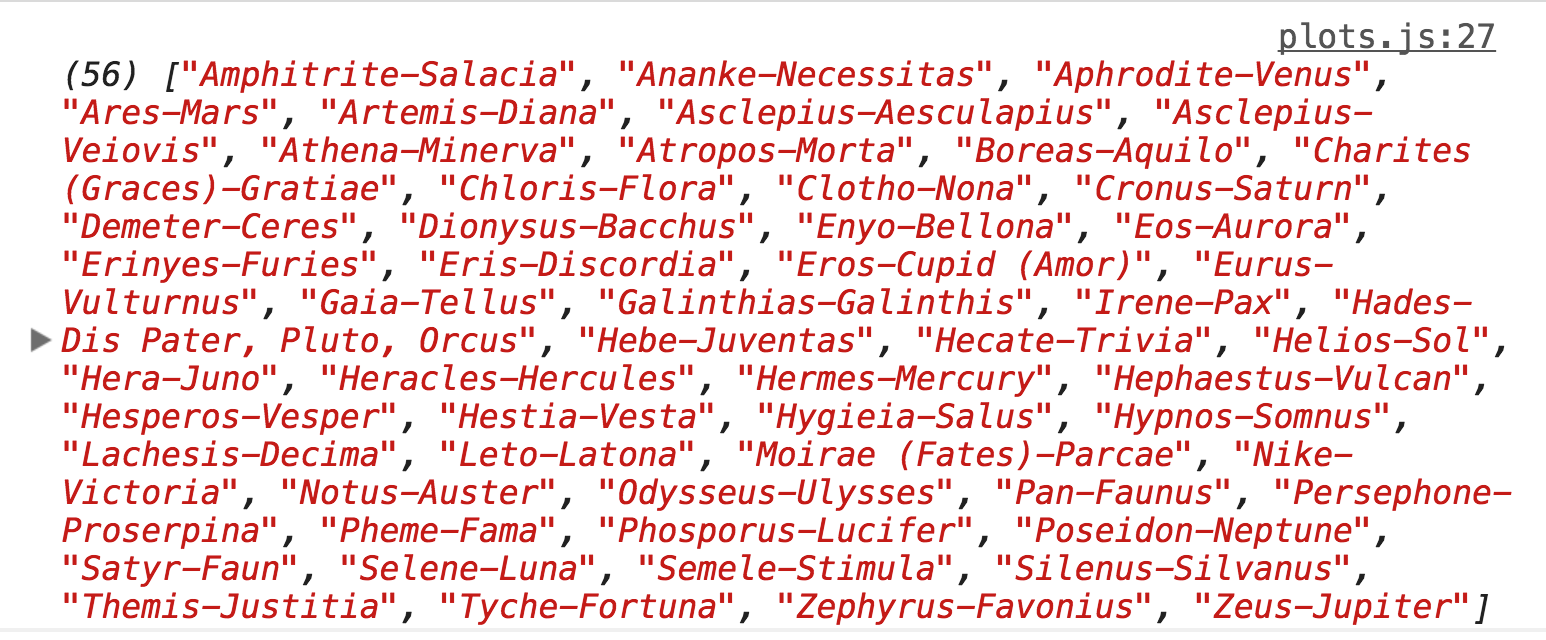 plots.js:27
(56) ["Amphitrite-Salacia", "Ananke-Necessitas", "Aphrodite-Venus",
"Ares-Mars", "Artemis-Diana", "Asclepius-Aesculapius", "Asclepius-
Veiovis", "Athena-Minerva", "Atropos-Morta", "Boreas-Aquilo", "Charites
(Graces)-Gratiae", "Chloris-Flora", "Clotho-Nona", "Cronus-Saturn",
"Demeter-Ceres", "Dionysus-Bacchus", "Enyo-Bellona", "Eos-Aurora",
"Erinyes-Furies", "Eris-Discordia", "Eros-Cupid (Amor)", "Eurus-
Vulturnus", "Gaia-Tellus", "Galinthias-Galinthis", "Irene-Pax", "Hades-
Dis Pater, Pluto, Orcus", "Hebe-Juventas", "Hecate-Trivia", "Helios-Sol",
"Hera-Juno", "Heracles-Hercules", "Hermes-Mercury", "Hephaestus-Vulcan",
"Hesperos-Vesper", "Hestia-Vesta", "Hygieia-Salus", "Hypnos-Somnus",
"Lachesis-Decima", "Leto-Latona", "Moirae (Fates)-Parcae", "Nike-
Victoria", "Notus-Auster", "Odysseus-Ulysses", "Pan-Faunus", "Persephone-
Proserpina", "Pheme-Fama", "Phosporus-Lucifer", "Poseidon-Neptune",
"Satyr-Faun", "Selene-Luna", "Semele-Stimula", "Silenus-Silvanus",
"Themis-Justitia", "Tyche-Fortuna", "Zephyrus-Favonius", "Zeus-Jupiter"]